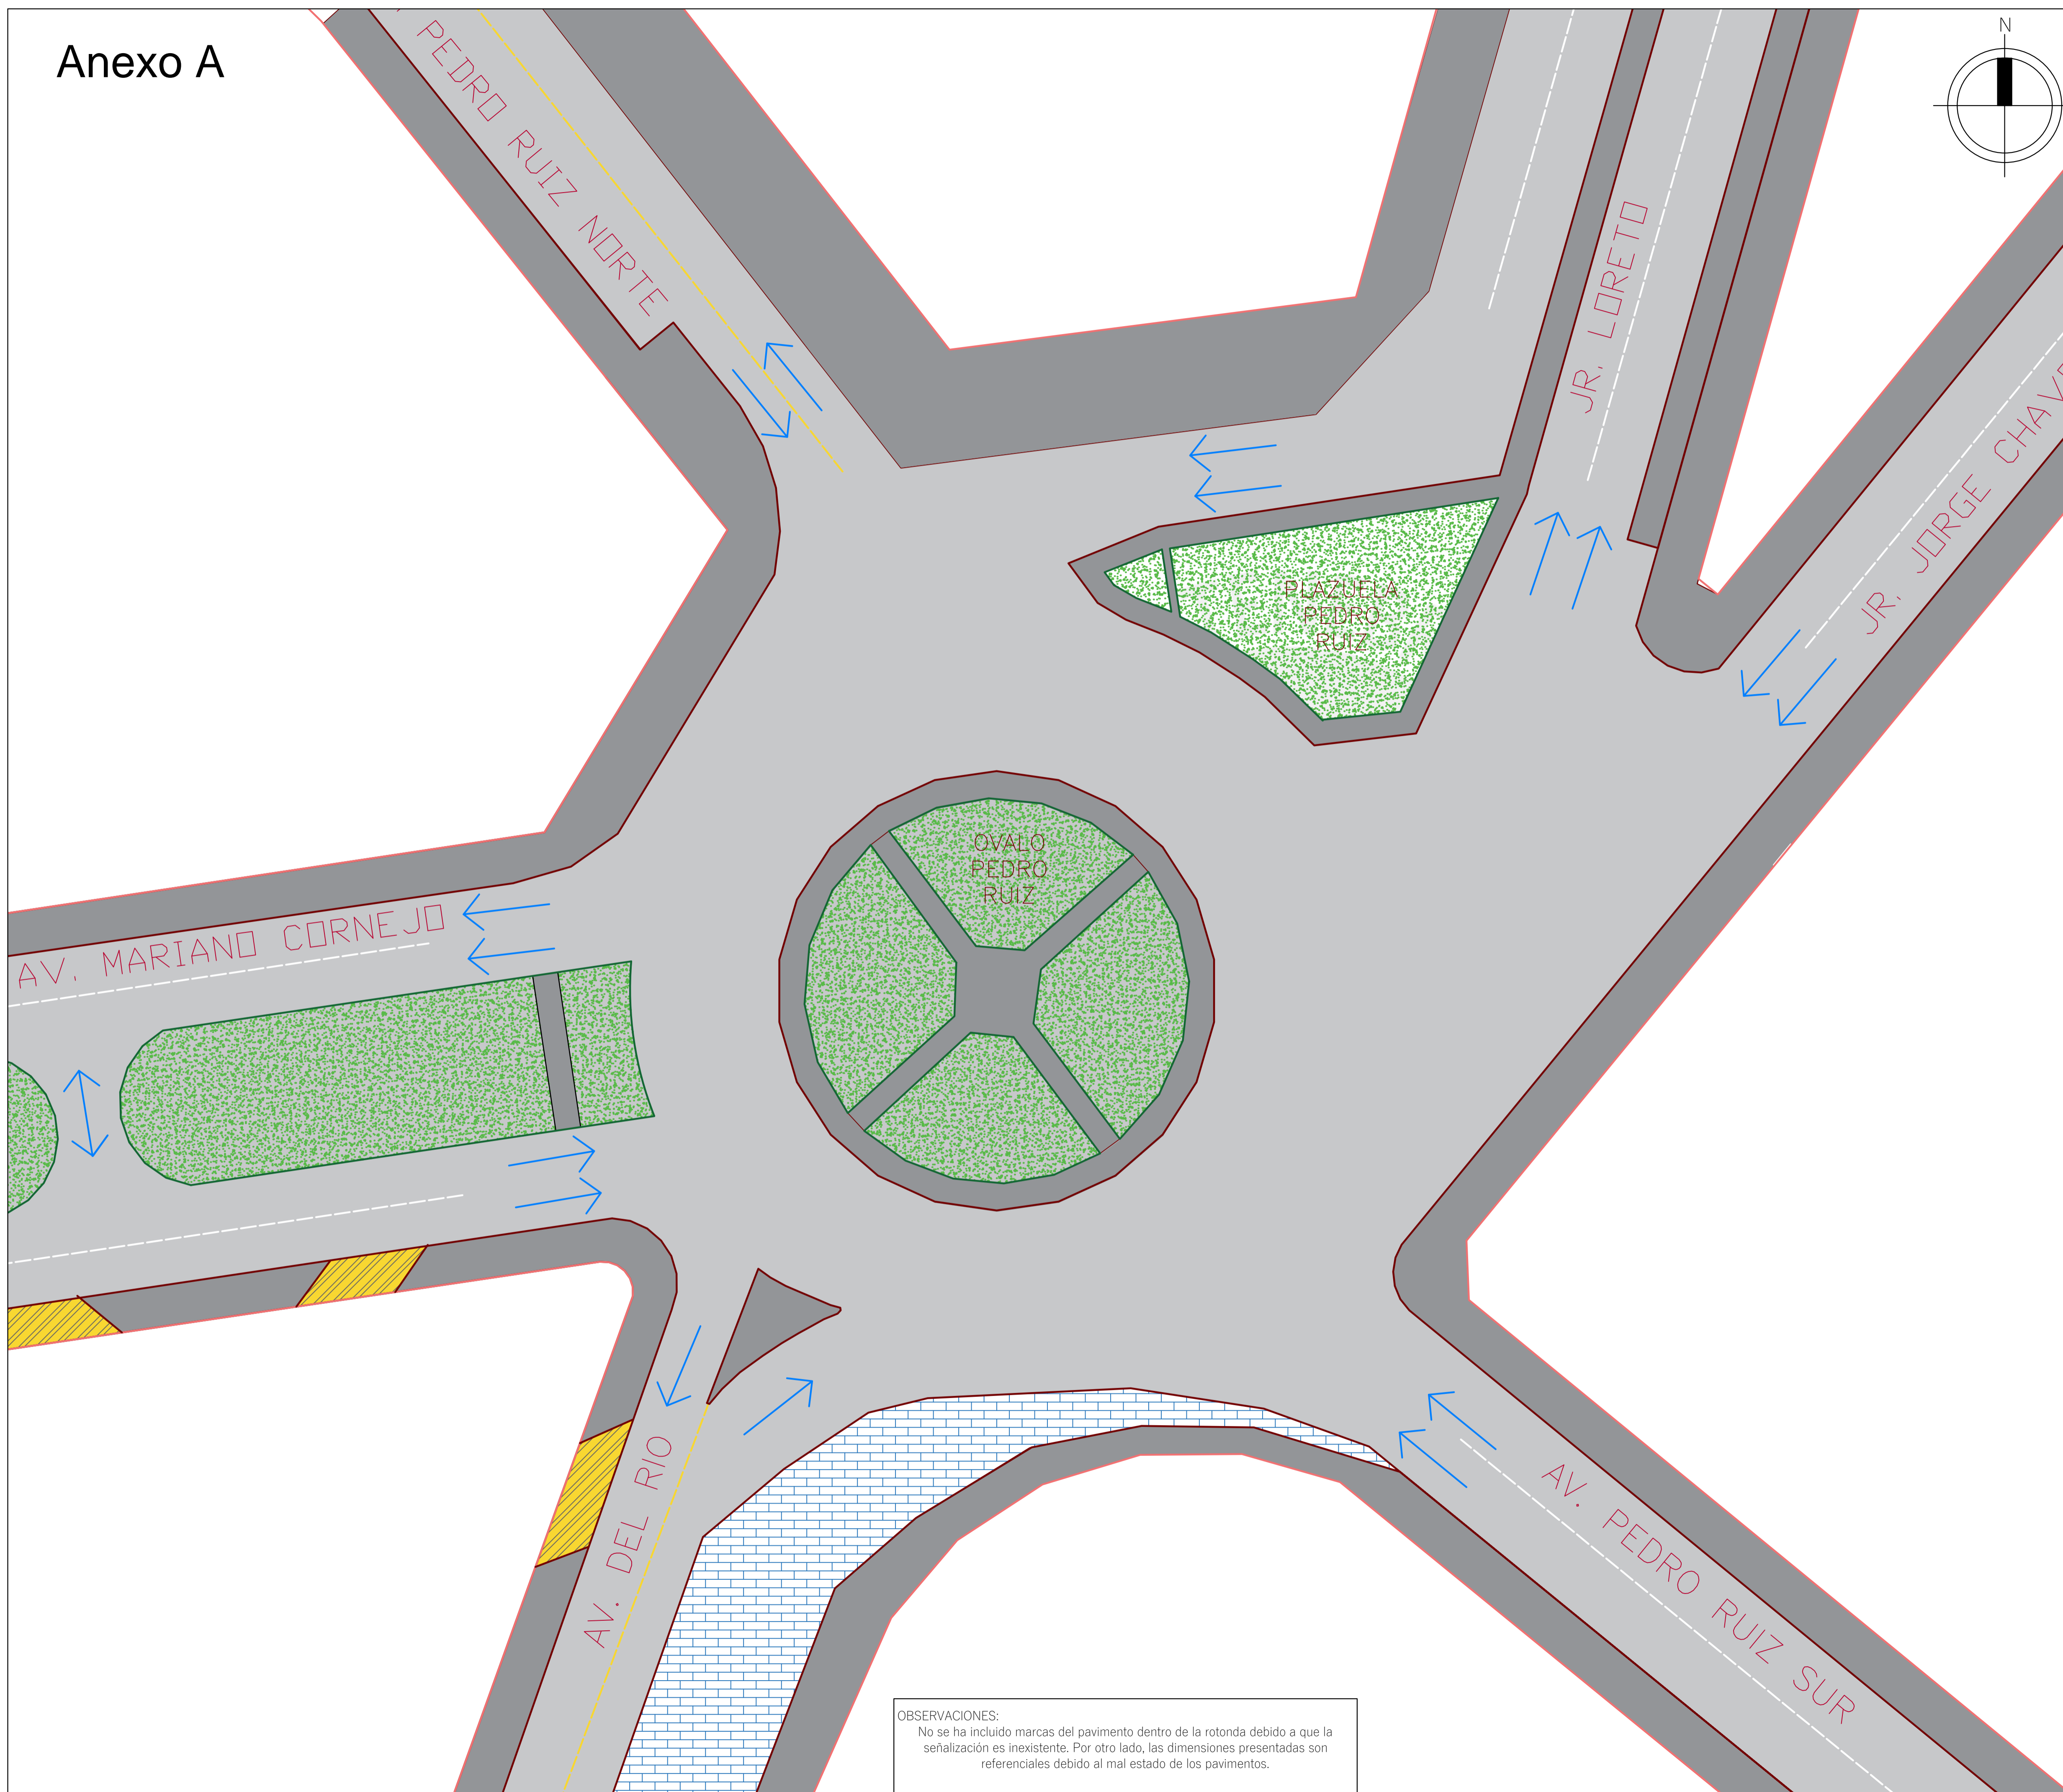 Anexo A
N
PEDRO RUIZ NORTE
JR. LORETO
JR. JORGE
PLAZUELA
PEDRO
RUIZ
OVALO
PEDRO
RUIZ
AV. MARIANO CORNEJO
AV. DEL RIO
AV. PEDRO RUIZ SUR
OBSERVACIONES:
No se ha incluido marcas del pavimento dentro de la rotonda debido a que la
señalización es inexistente. Por otro lado, las dimensiones presentadas son
referenciales debido al mal estado de los pavimentos.